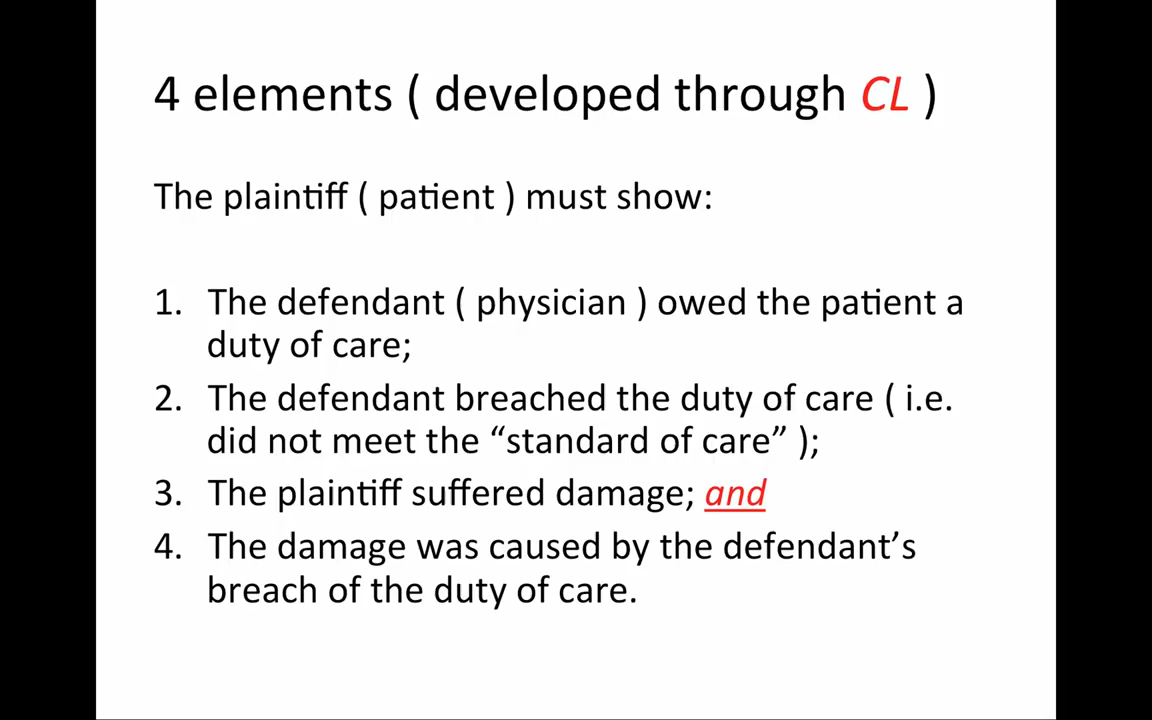 4 elements ( developed through CL )
The plaintiff ( patient ) must show:
1. The defendant ( physician ) owed the patient a
duty of care;
2. The defendant breached the duty of care ( i.e.
did not meet the “standard of care” );
3. The plaintiff suffered damage; and
4. The damage was caused by the defendant’s
breach of the duty of care.